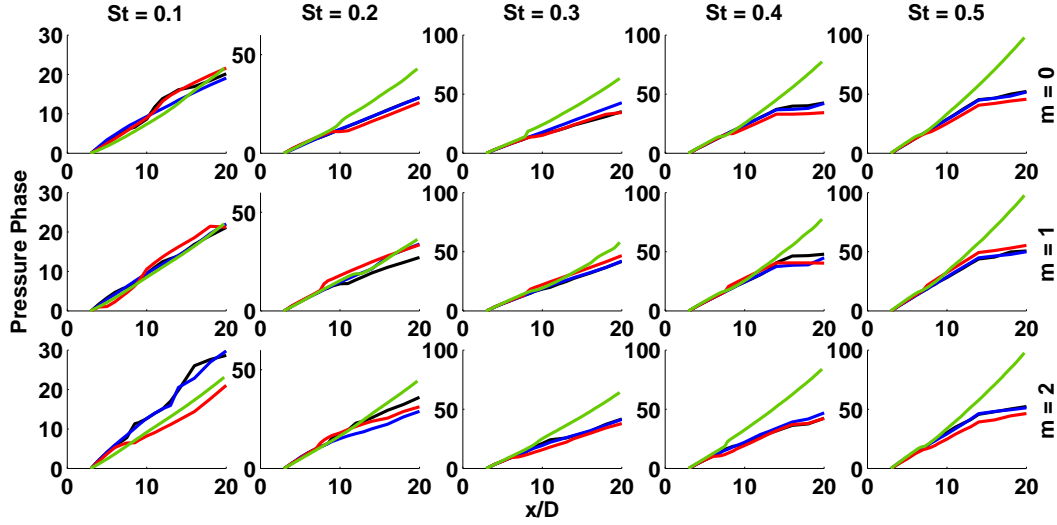 St = 0.1 St = 0.2 St = 0.3 St = 0.4 St = 0.5
30 100 100 100
20 50 50 50 50
10
0 0 0 0 0
0 10 20 0 10 20 0 10 20 0 10 20 0 10 20
m = 0
30 100 100 100
20 50 50 50 50
10
0 0 0 0 0
0 10 20 0 10 20 0 10 20 0 10 20 0 10 20
m = 1
Pressure Phase
30 100 100 100
20 50 50 50 50
10
0 0 0 0 0
0 10 20 0 10 20 0 10 20 0 10 20 0 10 20
m = 2
x/D